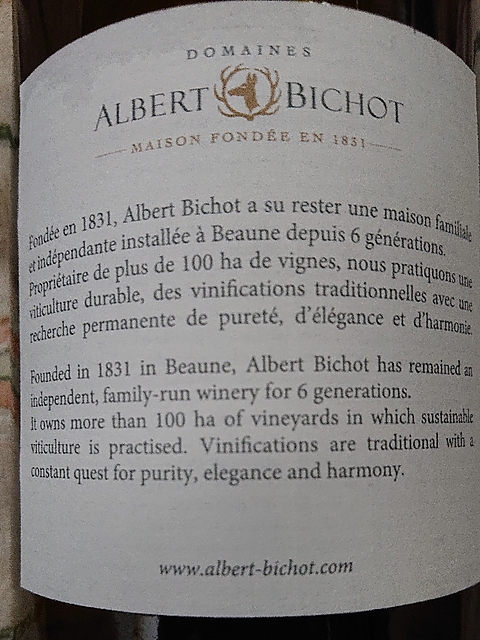 DOMAINES
ALBERT BICHOT
MAISON FONDÉE EN 1831
Fondée en 1831, Albert Bichot a su rester une maison familiale
et indépendante installée à Beaune depuis 6 générations.
Propriétaire de plus de 100 ha de vignes, nous pratiquons une
viticulture durable, des vinifications traditionnelles avec une
recherche permanente de pureté, d'élégance et d'harmonie.
Founded in 1831 in Beaune, Albert Bichot has remained an
independent, family-run winery for 6 generations.
It owns more than 100 ha of vineyards in which sustainable
viticulture is practised. Vinifications are traditional with a
constant quest for purity, elegance and harmony.
www.albert-bichot.com